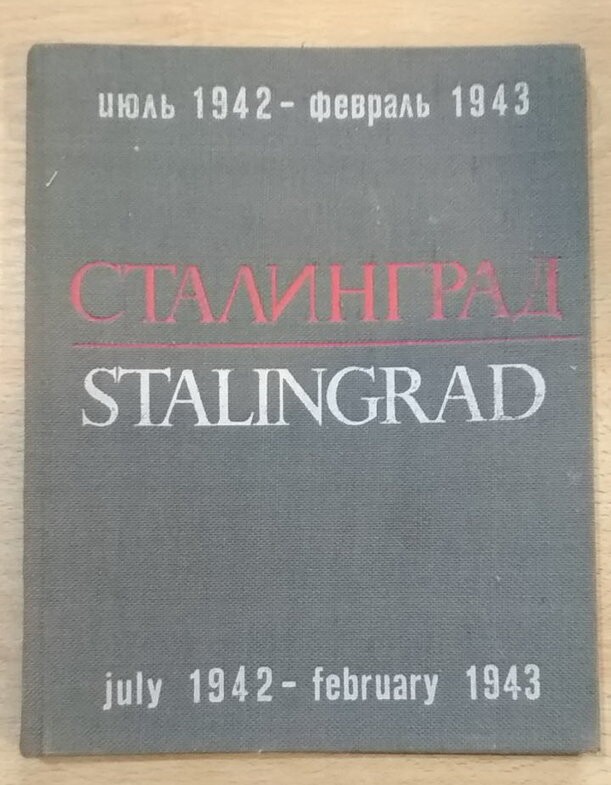 июль 1942 - февраль 1943
СТАЛИНГРАД
STALINGRAD
july 1942 - february 1943